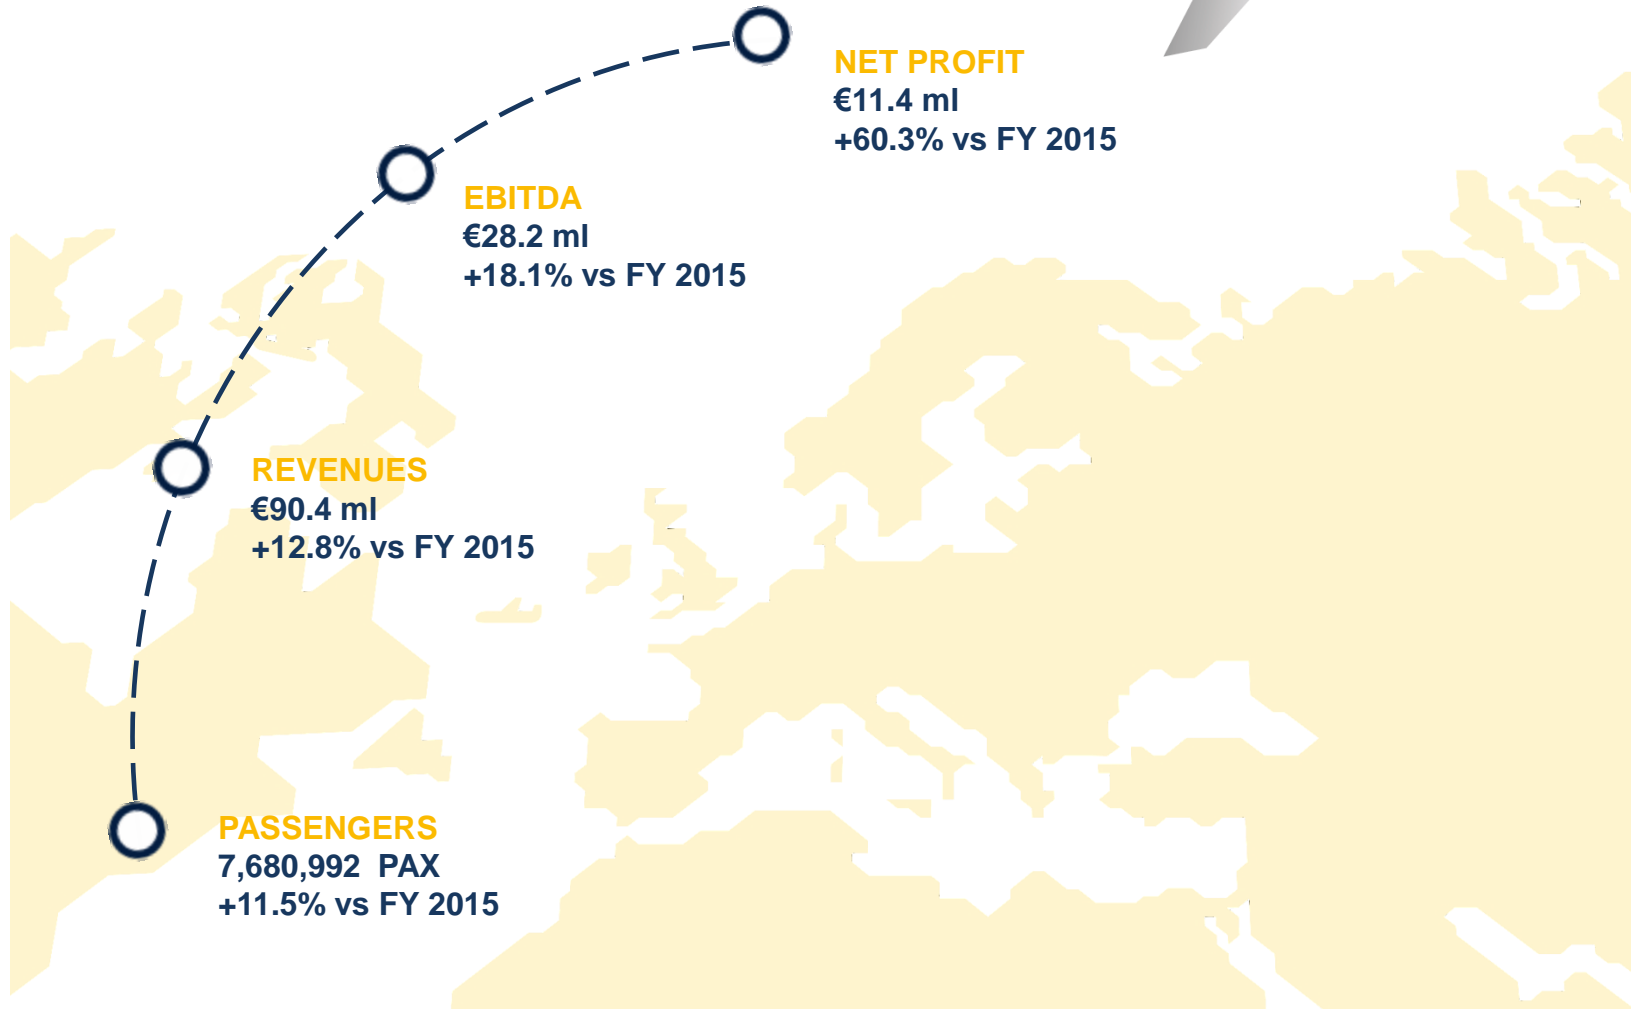 NET PROFIT
€11.4 ml
+60.3% vs FY 2015
EBITDA
€28.2 ml
+18.1% vs FY 2015
REVENUES
€90.4 ml
+12.8% vs FY 2015
PASSENGERS
7,680,992 PAX
+11.5% vs FY 2015